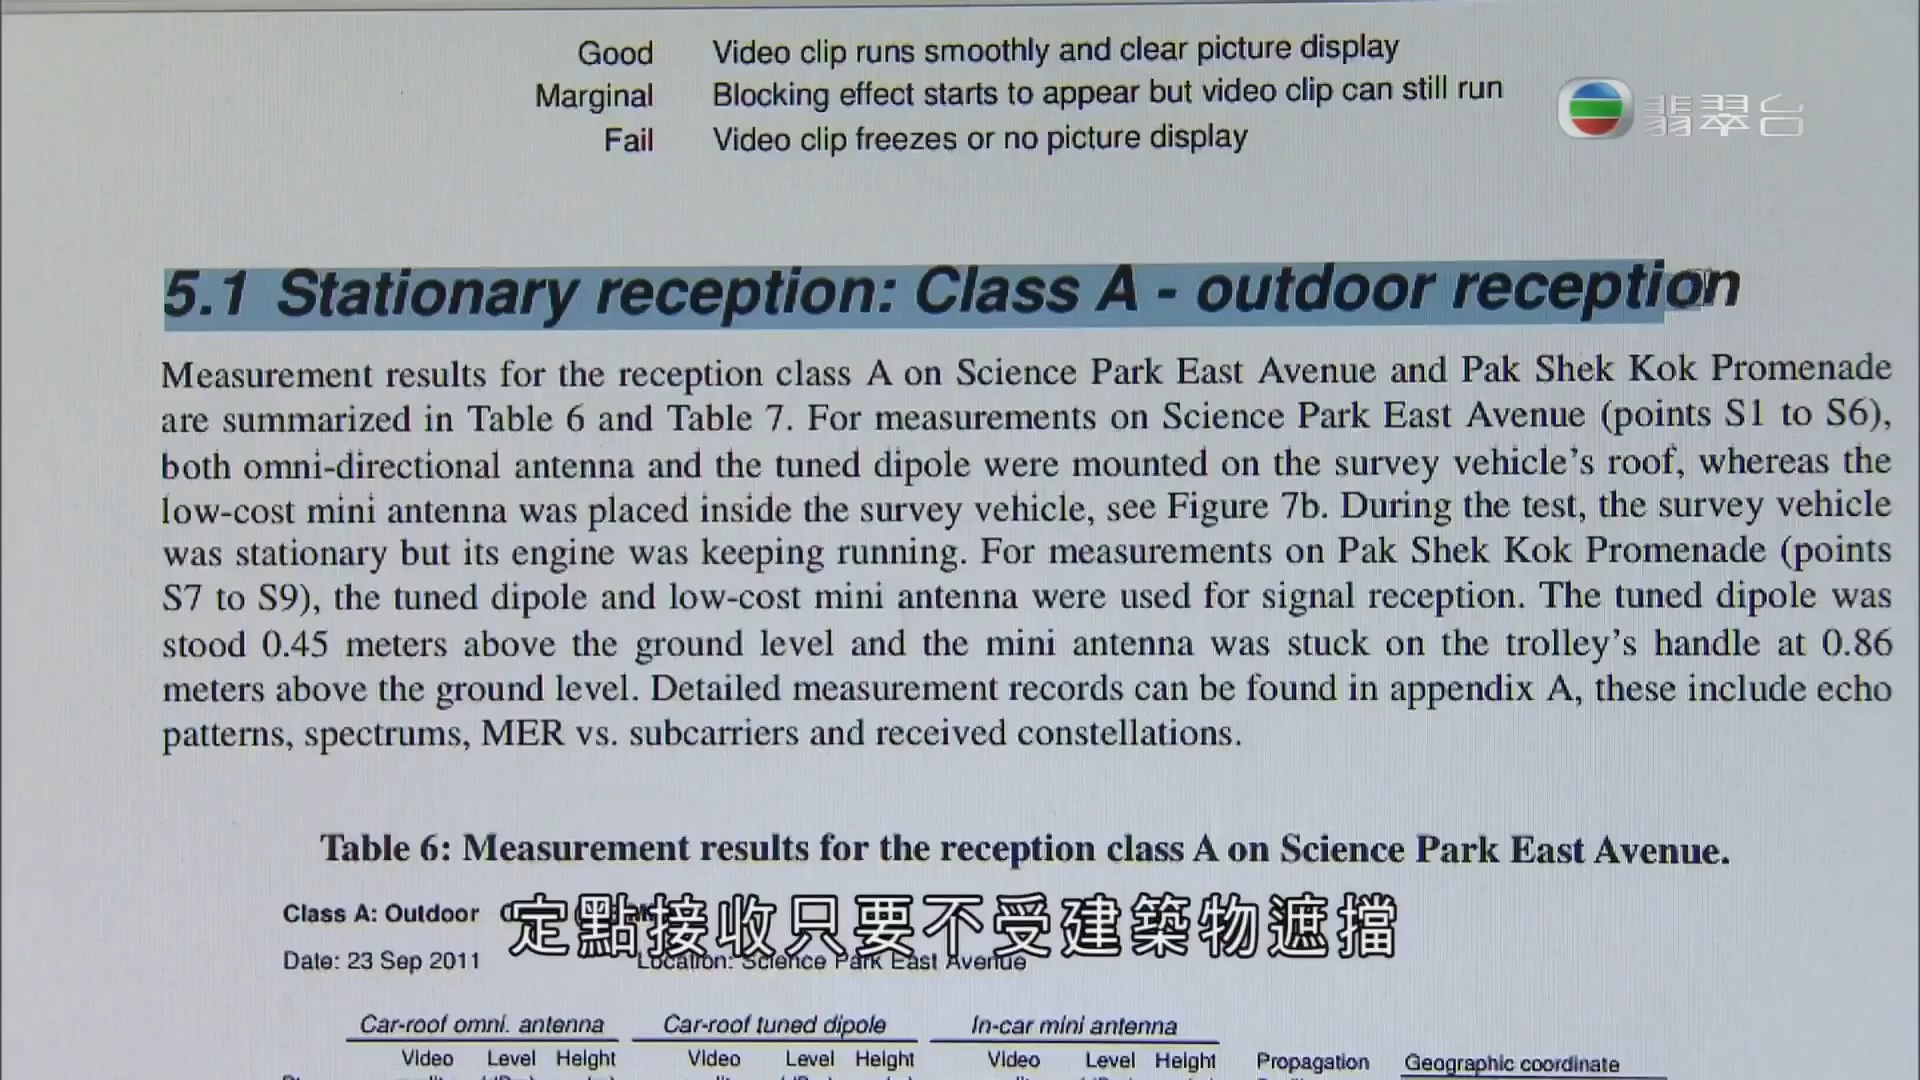 Good Video clip runs smoothly and clear picture display
Marginal Blocking effect starts to appear but video clip can still run
Fail Video clip freezes or no picture display
翡翠台
5.1 Stationary reception: Class A - outdoor reception
Measurement results for the reception class A on Science Park East Avenue and Pak Shek Kok Promenade
are summarized in Table 6 and Table 7. For measurements on Science Park East Avenue (points S1 to S6),
both omni-directional antenna and the tuned dipole were mounted on the survey vehicle's roof, whereas the
low-cost mini antenna was placed inside the survey vehicle, see Figure 7b. During the test, the survey vehicle
was stationary but its engine was keeping running. For measurements on Pak Shek Kok Promenade (points
S7 to S9), the tuned dipole and low-cost mini antenna were used for signal reception. The tuned dipole was
stood 0.45 meters above the ground level and the mini antenna was stuck on the trolley's handle at 0.86
meters above the ground level. Detailed measurement records can be found in appendix A, these include echo
patterns, spectrums, MER vs. subcarriers and received constellations.
Table 6: Measurement results for the reception class A on Science Park East Avenue.
Class A: Outdoor
定點接收只要不受建築物遮擋
Date: 23 Sep 2011 Location: Science Park East Avenue
Car-roof omni. antenna Car-roof tuned dipole In-car mini antenna
Video Level Height Video Level Height Video Level Height Propagation Geographic coordinate